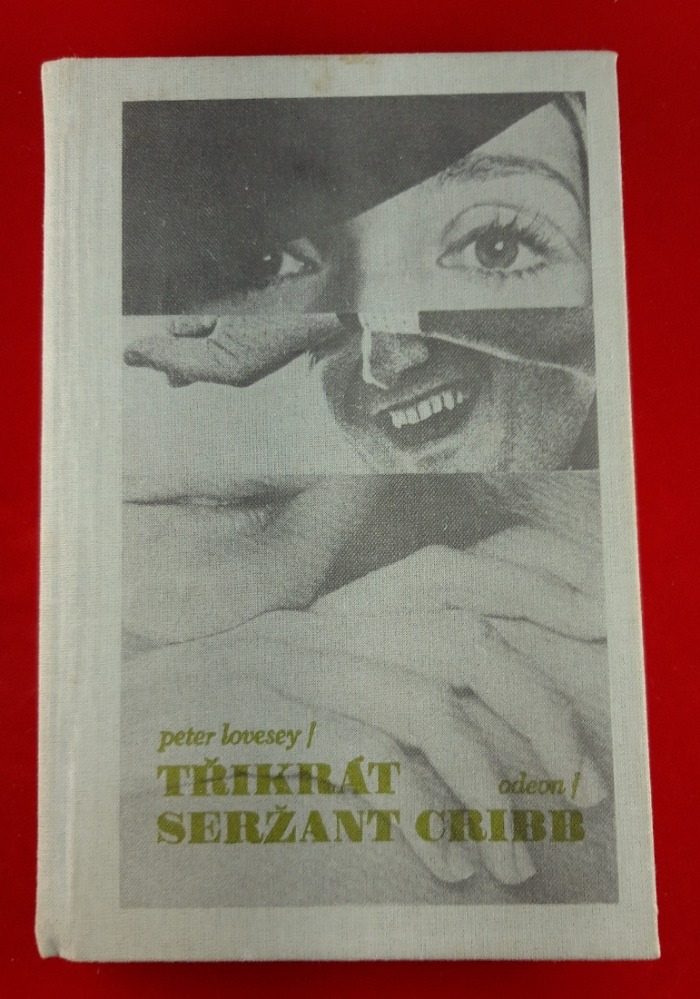 peter lovesey /
TŘIKRÁT
odeon /
SERŽANT CRIBB